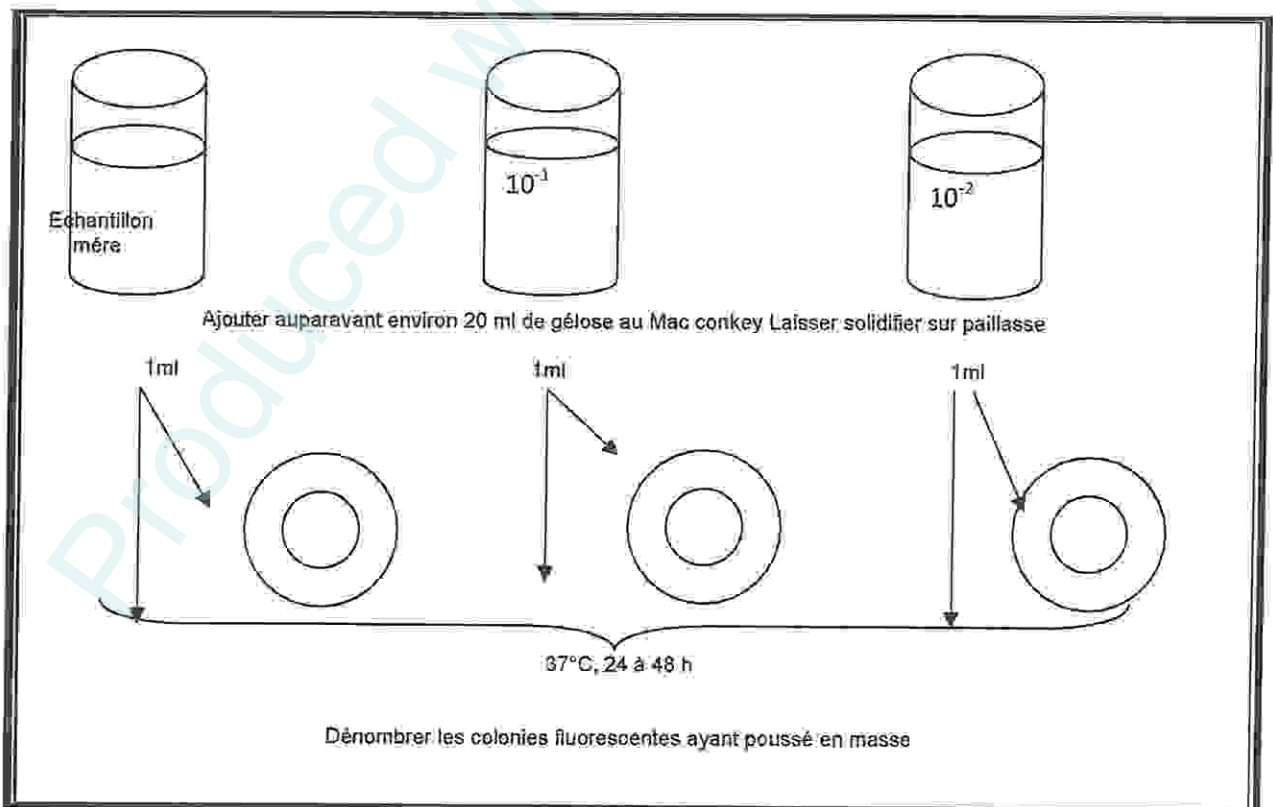 Echantillon
mére
10⁻¹
10⁻²
Ajouter auparavant environ 20 ml de gélose au Mac conkey Laisser solidifier sur paillasse
1ml
1ml
1ml
37°C, 24 à 48 h
Dénombrer les colonies fluorescentes ayant poussé en masse
Produced w